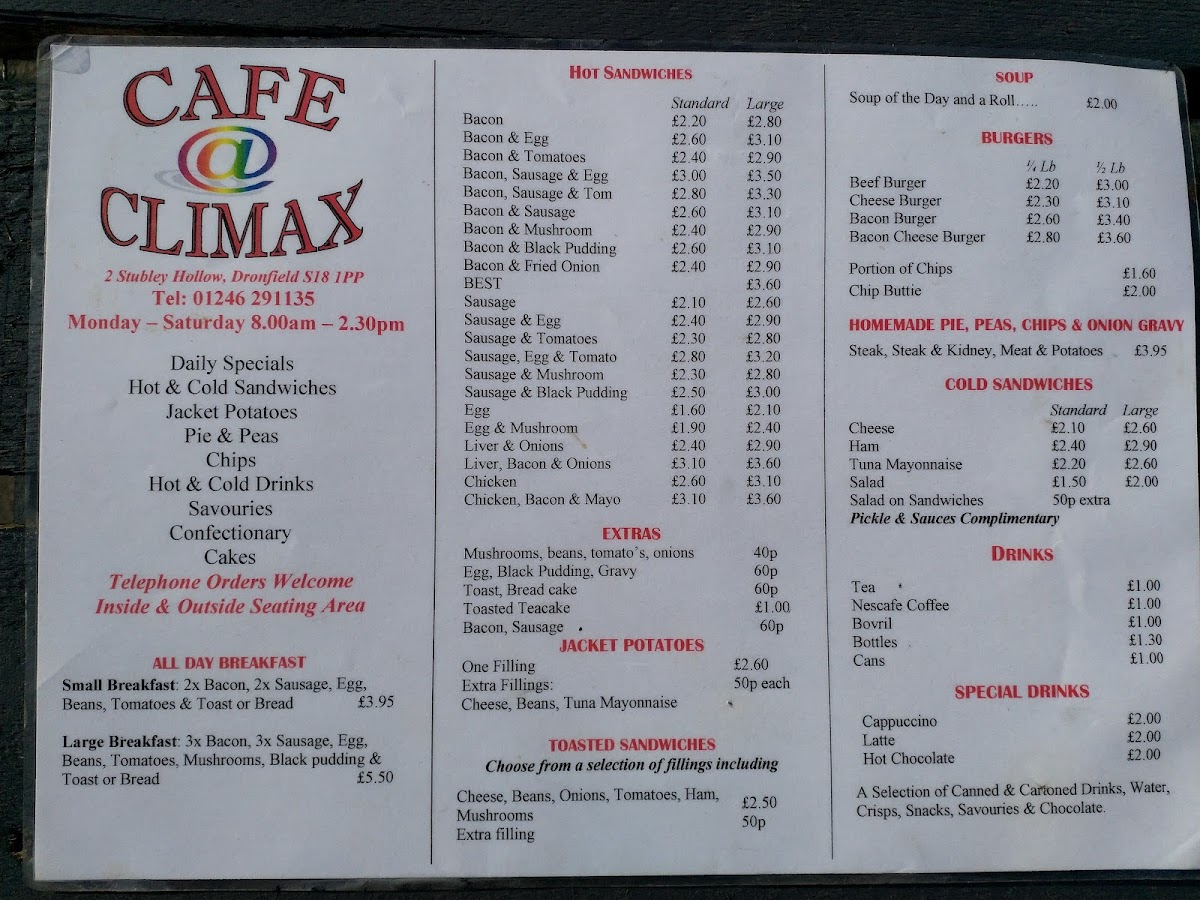 CAFE
@
CLIMAX
2 Stubley Hollow, Dronfield S18 1PP
Tel: 01246 291135
Monday – Saturday 8.00am – 2.30pm
Daily Specials
Hot & Cold Sandwiches
Jacket Potatoes
Pie & Peas
Chips
Hot & Cold Drinks
Savouries
Confectionary
Cakes
Telephone Orders Welcome
Inside & Outside Seating Area
ALL DAY BREAKFAST
Small Breakfast: 2x Bacon, 2x Sausage, Egg,
Beans, Tomatoes & Toast or Bread £3.95
Large Breakfast: 3x Bacon, 3x Sausage, Egg,
Beans, Tomatoes, Mushrooms, Black pudding &
Toast or Bread £5.50
HOT SANDWICHES
Standard Large
Bacon £2.20 £2.80
Bacon & Egg £2.60 £3.10
Bacon & Tomatoes £2.40 £2.90
Bacon, Sausage & Egg £3.00 £3.50
Bacon, Sausage & Tom £2.80 £3.30
Bacon & Sausage £2.60 £3.10
Bacon & Mushroom £2.40 £2.90
Bacon & Black Pudding £2.60 £3.10
Bacon & Fried Onion £2.40 £2.90
BEST £3.60
Sausage £2.10 £2.60
Sausage & Egg £2.40 £2.90
Sausage & Tomatoes £2.30 £2.80
Sausage, Egg & Tomato £2.80 £3.20
Sausage & Mushroom £2.30 £2.80
Sausage & Black Pudding £2.50 £3.00
Egg £1.60 £2.10
Egg & Mushroom £1.90 £2.40
Liver & Onions £2.40 £2.90
Liver, Bacon & Onions £3.10 £3.60
Chicken £2.60 £3.10
Chicken, Bacon & Mayo £3.10 £3.60
EXTRAS
Mushrooms, beans, tomato's, onions 40p
Egg, Black Pudding, Gravy 60p
Toast, Bread cake 60p
Toasted Teacake £1.00
Bacon, Sausage 60p
JACKET POTATOES
One Filling £2.60
Extra Fillings: 50p each
Cheese, Beans, Tuna Mayonnaise
TOASTED SANDWICHES
Choose from a selection of fillings including
Cheese, Beans, Onions, Tomatoes, Ham,
Mushrooms £2.50
Extra filling 50p
SOUP
Soup of the Day and a Roll..... £2.00
BURGERS
¼ Lb ½ Lb
Beef Burger £2.20 £3.00
Cheese Burger £2.30 £3.10
Bacon Burger £2.60 £3.40
Bacon Cheese Burger £2.80 £3.60
Portion of Chips £1.60
Chip Buttie £2.00
HOMEMADE PIE, PEAS, CHIPS & ONION GRAVY
Steak, Steak & Kidney, Meat & Potatoes £3.95
COLD SANDWICHES
Standard Large
Cheese £2.10 £2.60
Ham £2.40 £2.90
Tuna Mayonnaise £2.20 £2.60
Salad £1.50 £2.00
Salad on Sandwiches 50p extra
Pickle & Sauces Complimentary
DRINKS
Tea £1.00
Nescafe Coffee £1.00
Bovril £1.00
Bottles £1.30
Cans £1.00
SPECIAL DRINKS
Cappuccino £2.00
Latte £2.00
Hot Chocolate £2.00
A Selection of Canned & Cartoned Drinks, Water,
Crisps, Snacks, Savouries & Chocolate.